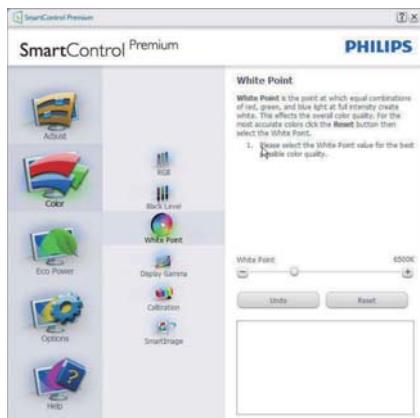 SmartControl Premium
SmartControl Premium
PHILIPS
Adjust
Color
Eco Power
Options
Help
RGB
Black Level
White Point
Display Gamma
Calibration
SmartImage
White Point
White Point is the point at which equal combinations
of red, green, and blue light at full intensity create
white. This effects the overall color quality. For the
most accurate colors click the Reset button then
select the White Point.
1. Please select the White Point value for the best
possible color quality.
White Point 6500K
Undo Reset